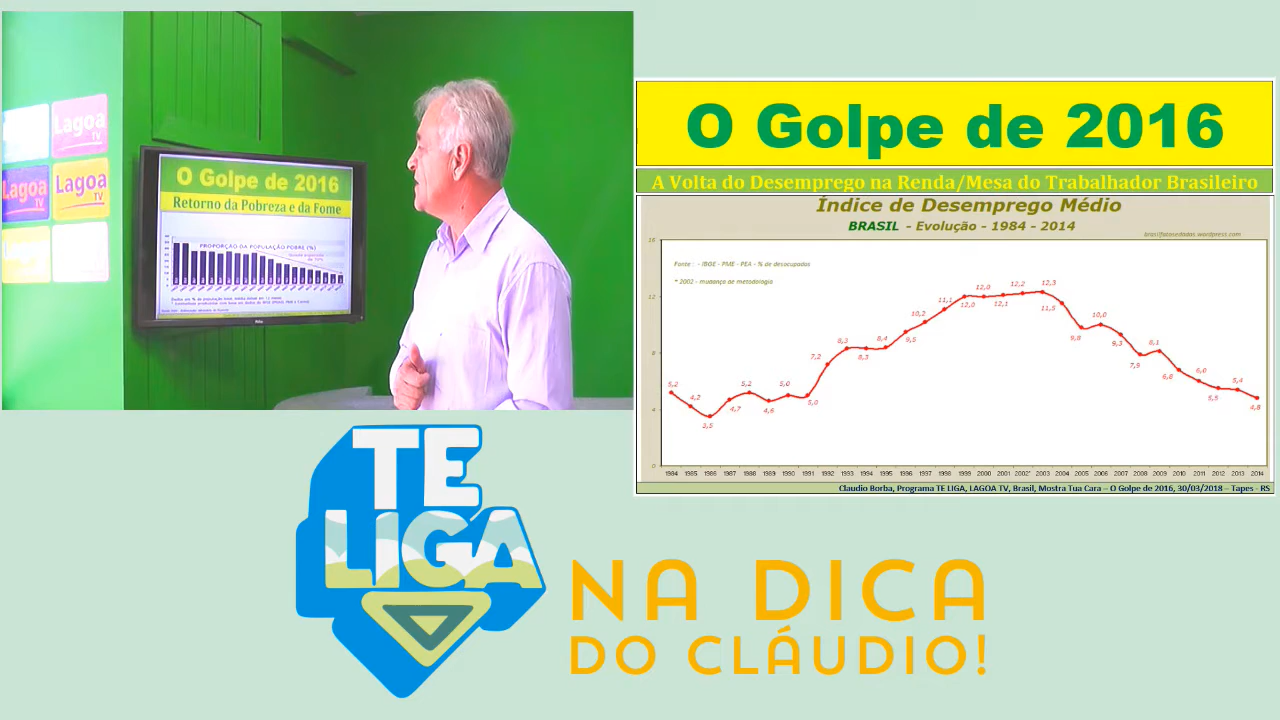 Lagoa
TV
Lagoa
TV
Lagoa
TV
O Golpe de 2016
Retorno da Pobreza e da Fome
PROPORÇÃO DA POPULAÇÃO POBRE (%)
O Golpe de 2016
A Volta do Desemprego na Renda/Mesa do Trabalhador Brasileiro
Índice de Desemprego Médio
BRASIL - Evolução - 1984 - 2014
brasilfatosedados.wordpress.com
Fonte : - IBGE - PME - PEA - % de desocupados
* 2002 - mudança de metodologia
16
12
8
4
0
5,2
4,2
3,5
4,7
5,2
4,6
5,0
5,0
7,2
8,3
8,3
8,4
9,5
10,2
11,1
12,0
12,0
12,1
12,2
12,3
11,5
9,8
10,0
9,3
7,9
8,1
6,8
6,0
5,5
5,4
4,8
1984 1985 1986 1987 1988 1989 1990 1991 1992 1993 1994 1995 1996 1997 1998 1999 2000 2001 2002* 2003 2004 2005 2006 2007 2008 2009 2010 2011 2012 2013 2014
Claudio Borba, Programa TE LIGA, LAGOA TV, Brasil, Mostra Tua Cara – O Golpe de 2016, 30/03/2018 – Tapes - RS
TE
LIGA
NA DICA
DO CLÁUDIO!